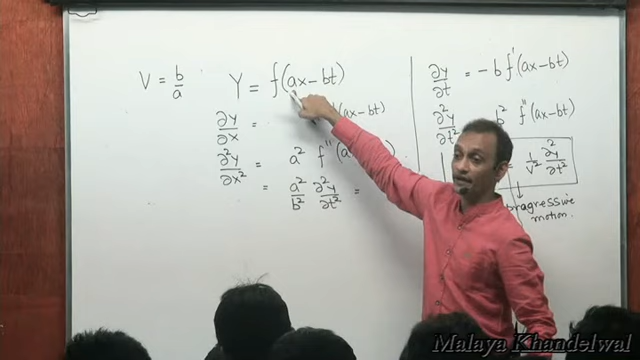 V = b/a
Y = f(ax-bt)
∂y/∂x = (ax-bt)
∂²y/∂x² = a² f"(a
= a²/b² ∂²y/∂t² =
∂y/∂t = -b f'(ax-bt)
∂²y/∂t² b² f"(ax-bt)
= 1/V² ∂²y/∂t²
progressive
motion.
Malaya Khandelwal